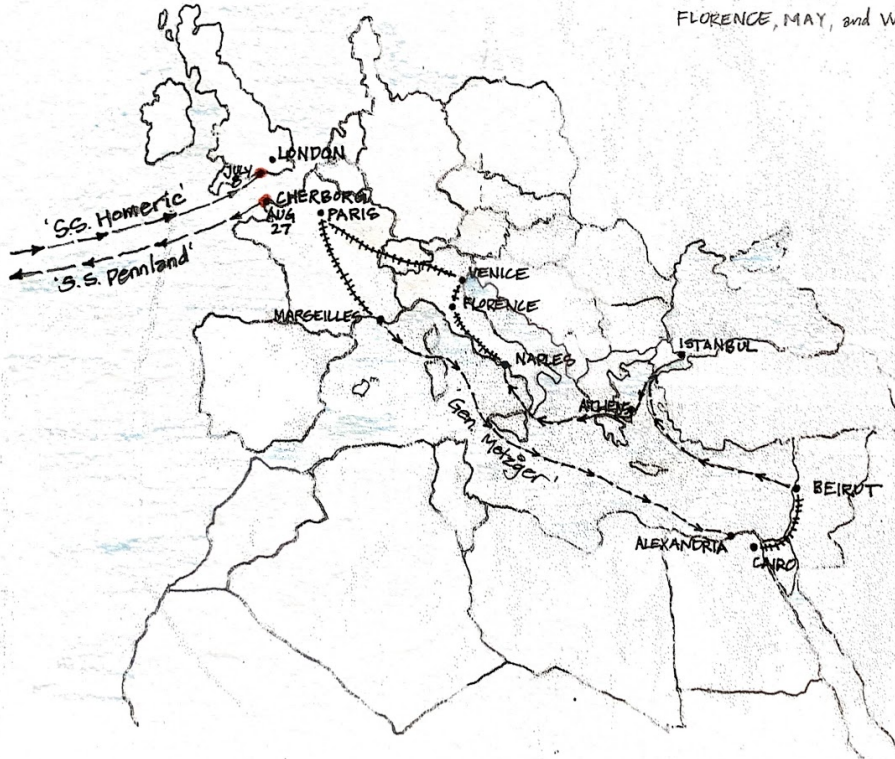 FLORENCE, MAY, and
LONDON
JULY
'S.S. Homeric'
CHERBORG
AUG
27
PARIS
'S.S. Pennland'
VENICE
FLORENCE
MARSEILLES
NAPLES
ISTANBUL
ATHENS
'Gen. Metzger'
BEIRUT
ALEXANDRIA
CAIRO